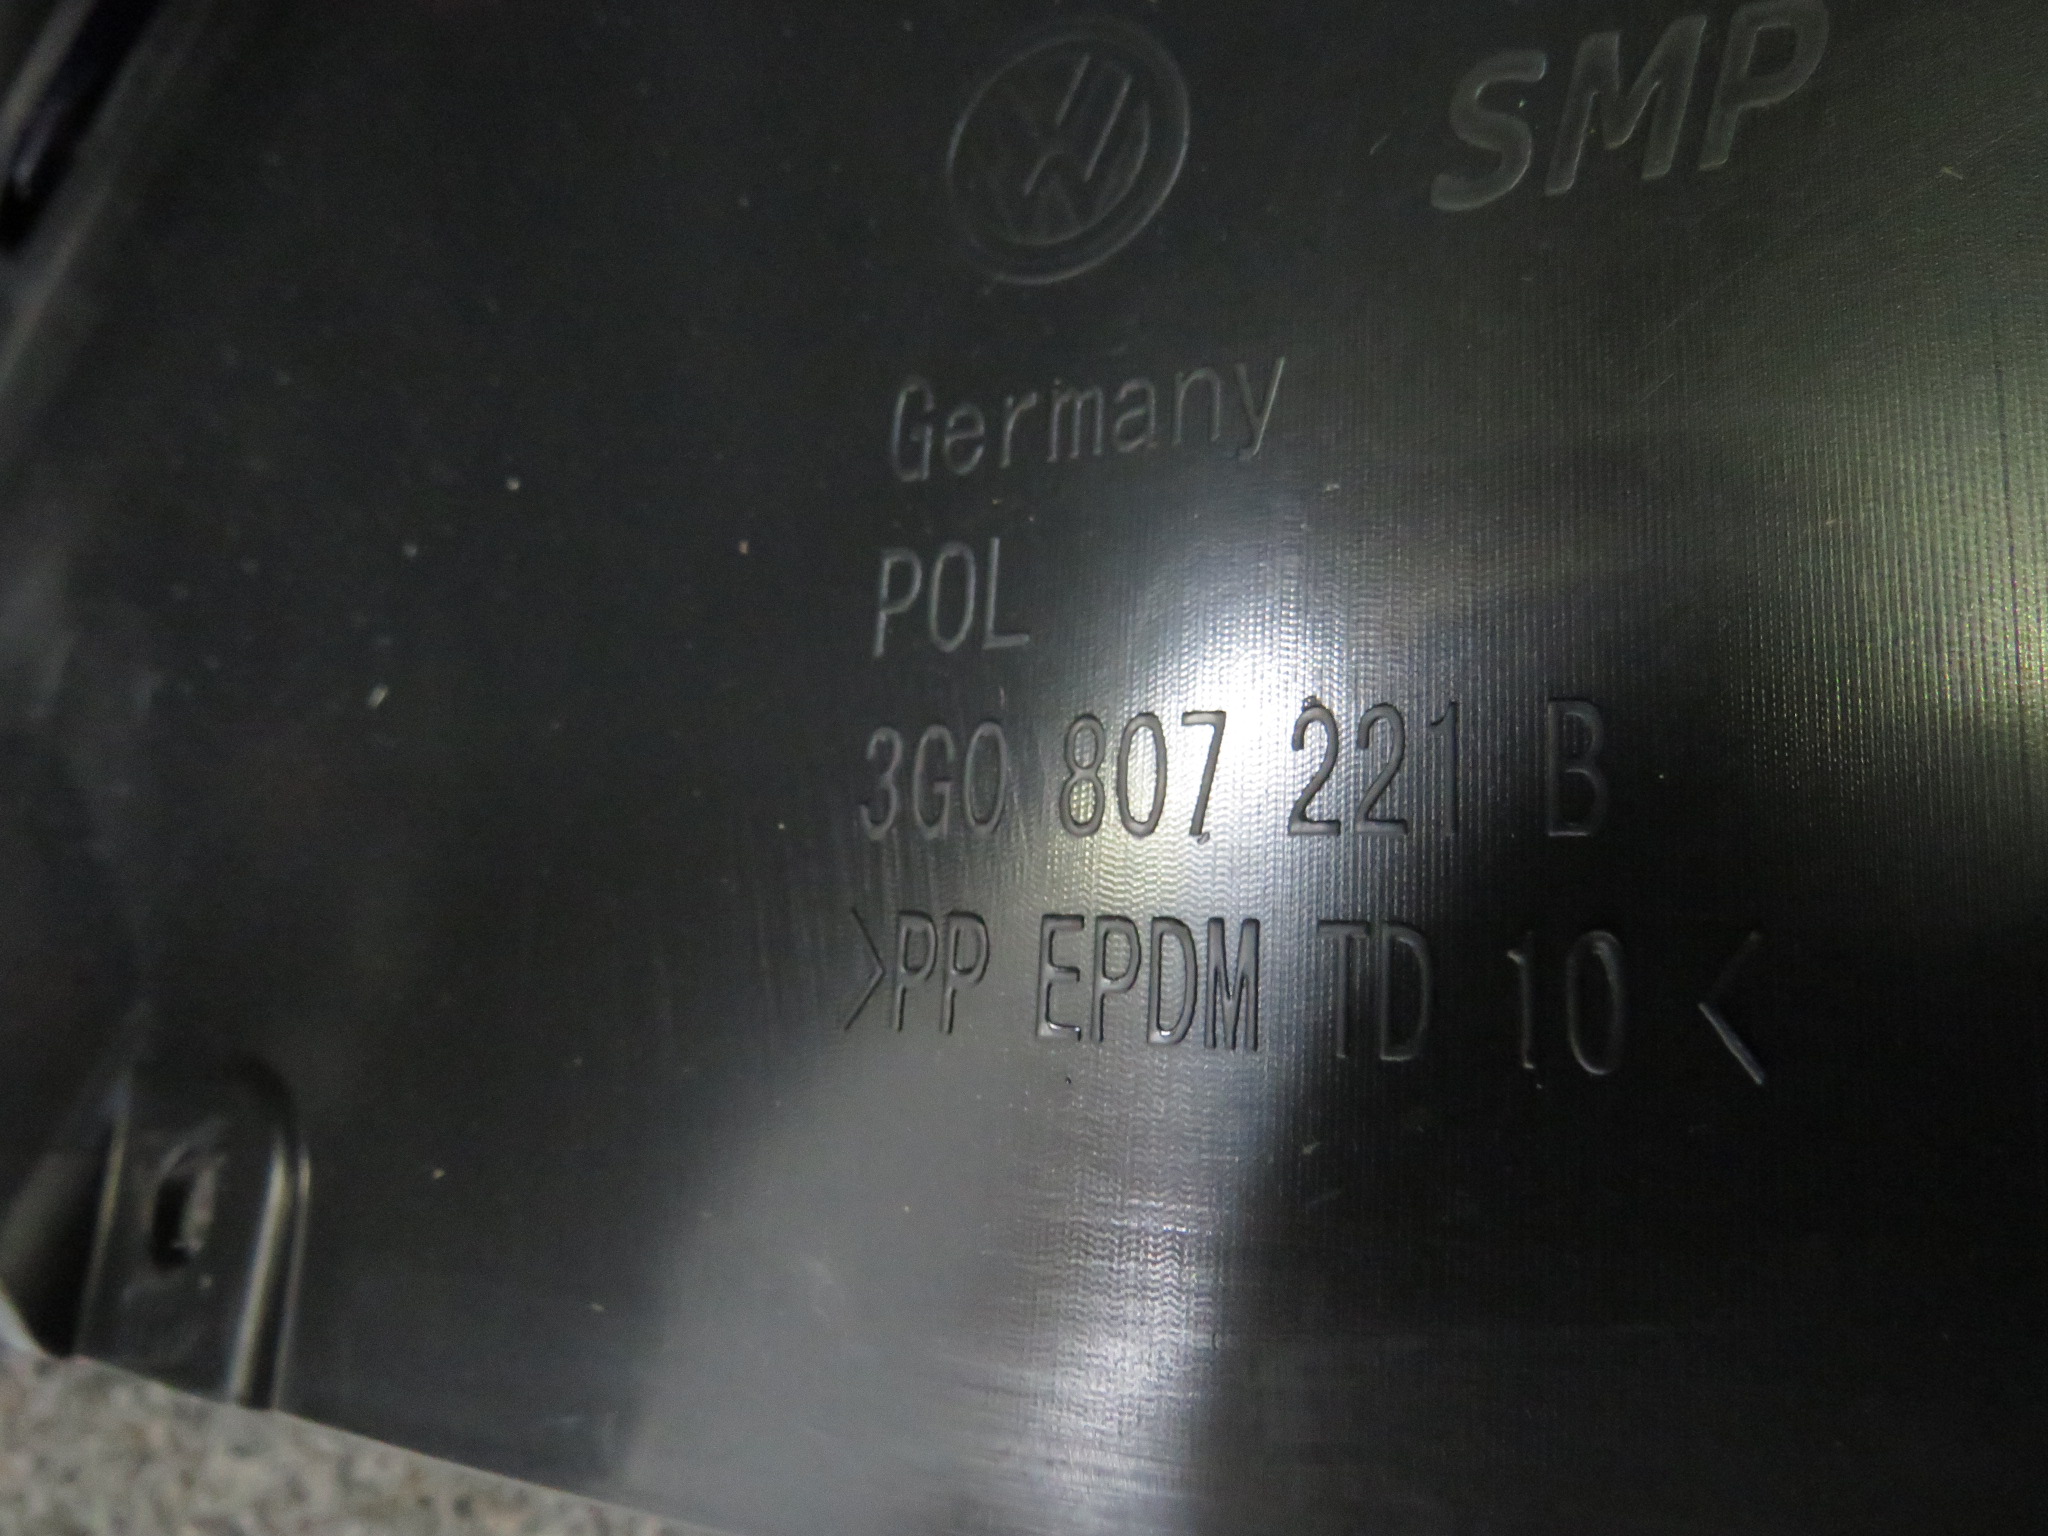 SMP
Germany
POL
3G0 807 221 B
>PP EPDM TD 10 <